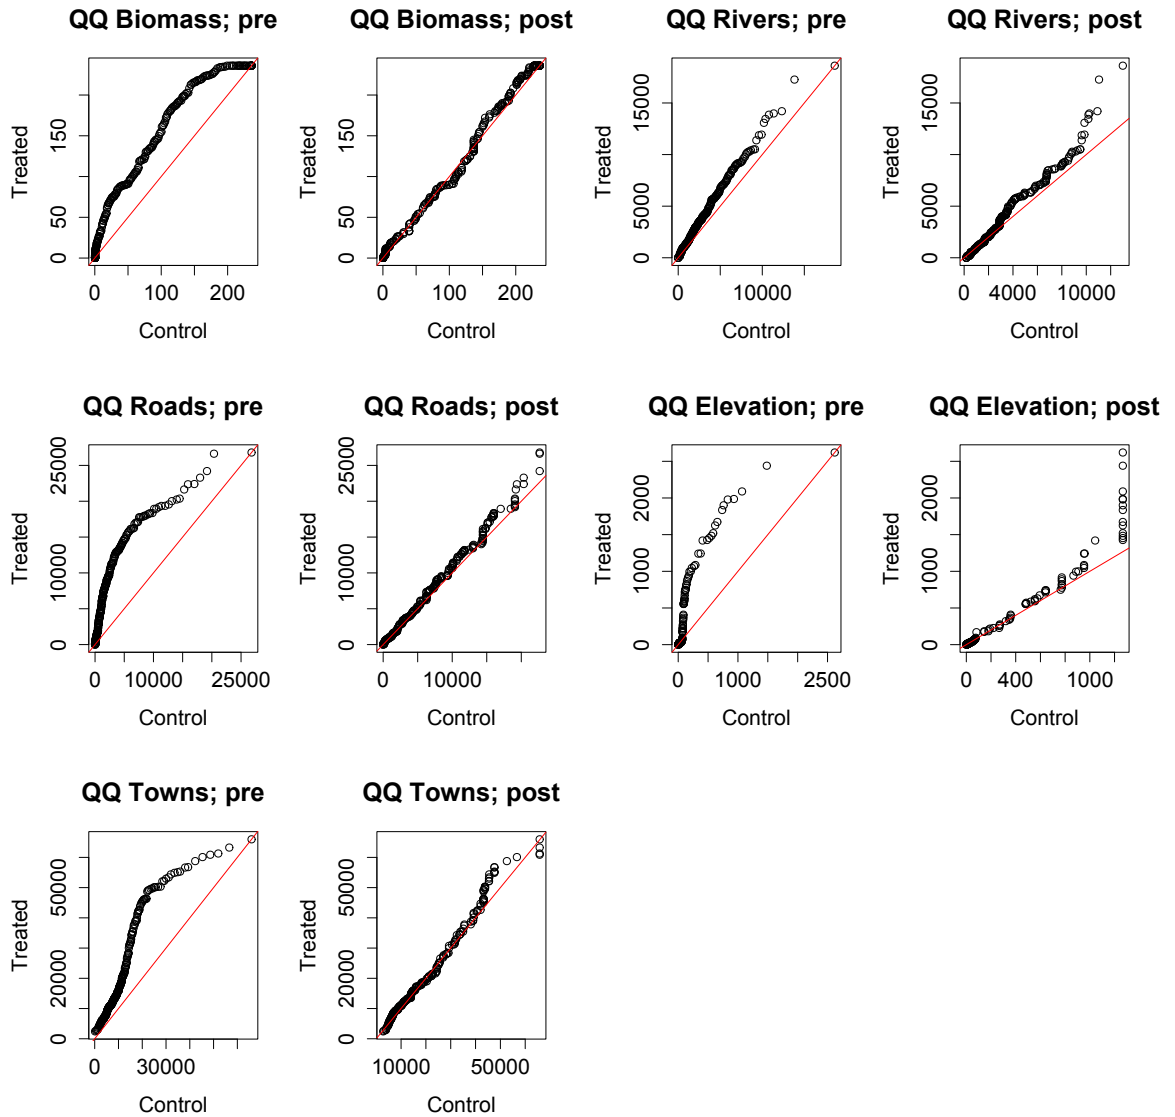 QQ Biomass; pre
Treated
150
50
0
0 100 200
Control
QQ Biomass; post
Treated
150
50
0
0 100 200
Control
QQ Rivers; pre
Treated
15000
5000
0
0 10000
Control
QQ Rivers; post
Treated
15000
5000
0
0 4000 10000
Control
QQ Roads; pre
Treated
25000
10000
0
0 10000 25000
Control
QQ Roads; post
Treated
25000
10000
0
0 10000
Control
QQ Elevation; pre
Treated
2000
1000
0
0 1000 2500
Control
QQ Elevation; post
Treated
2000
1000
0
0 400 1000
Control
QQ Towns; pre
Treated
50000
20000
0
0 30000
Control
QQ Towns; post
Treated
50000
20000
0
10000 50000
Control